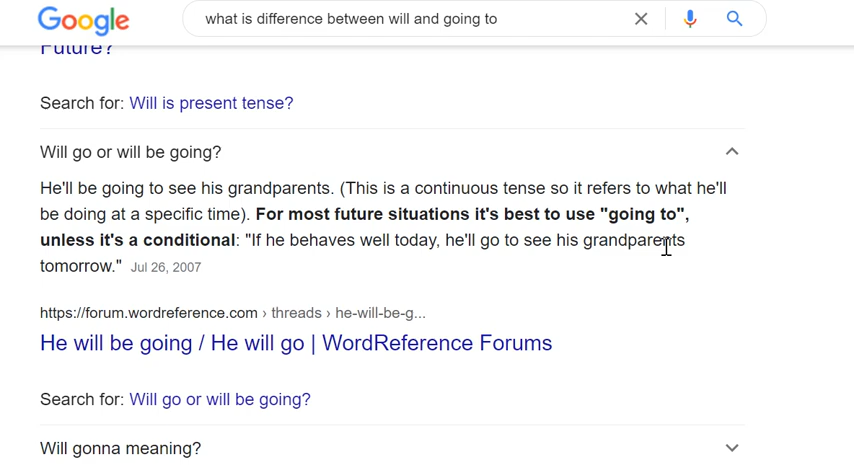 Google
what is difference between will and going to
Future?
Search for: Will is present tense?
Will go or will be going?
He'll be going to see his grandparents. (This is a continuous tense so it refers to what he'll
be doing at a specific time). For most future situations it's best to use "going to",
unless it's a conditional: "If he behaves well today, he'll go to see his grandparents
tomorrow." Jul 26, 2007
https://forum.wordreference.com › threads › he-will-be-g...
He will be going / He will go | WordReference Forums
Search for: Will go or will be going?
Will gonna meaning?